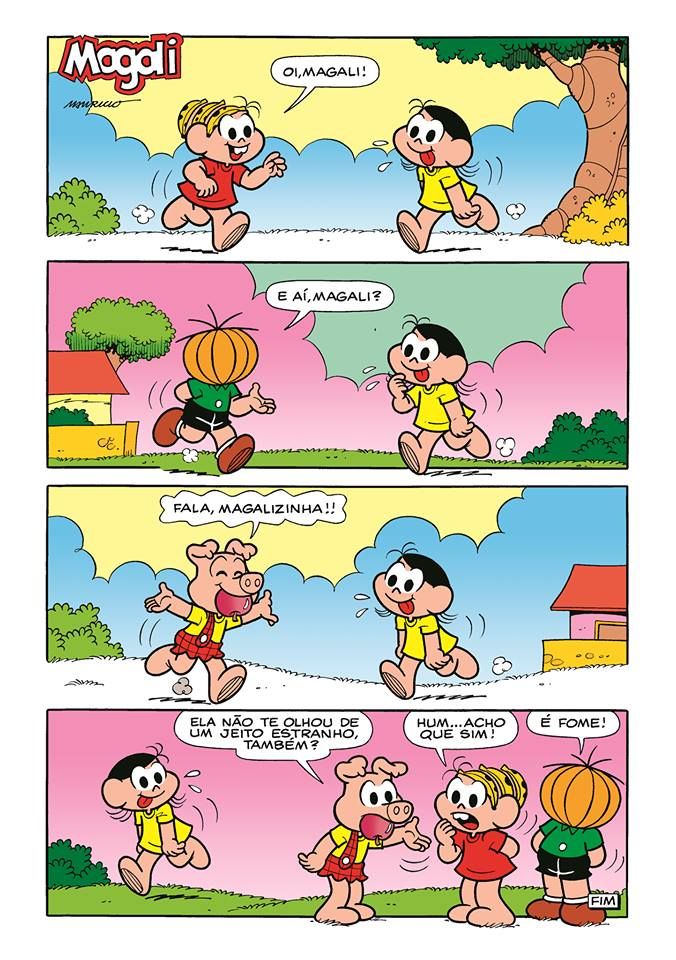 Magali
MAURICIO
OI, MAGALI!
E AÍ, MAGALI?
FALA, MAGALIZINHA!!
ELA NÃO TE OLHOU DE
UM JEITO ESTRANHO,
TAMBÉM?
HUM...ACHO
QUE SIM!
É FOME!
FIM